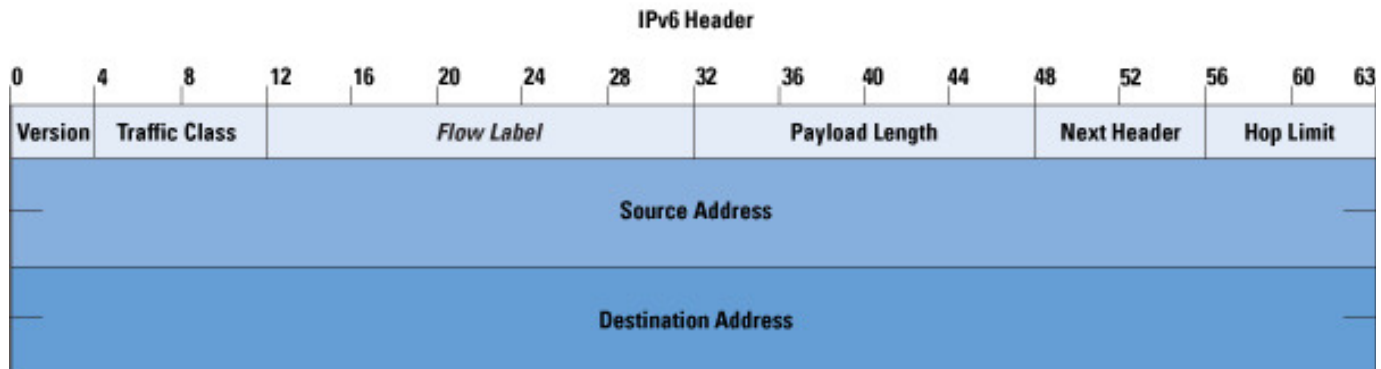 IPv6 Header
0 4 8 12 16 20 24 28 32 36 40 44 48 52 56 60 63
Version Traffic Class Flow Label Payload Length Next Header Hop Limit
Source Address
Destination Address